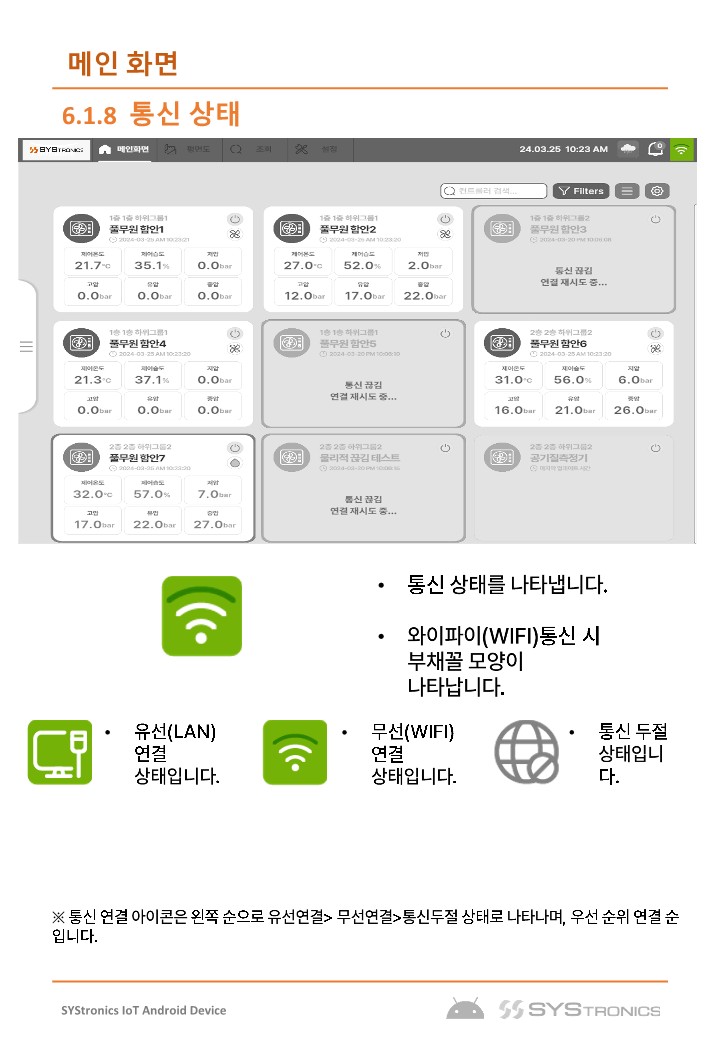 메인 화면
6.1.8 통신 상태
SYSTRONICS 메인화면 평면도 조회 설정 24.03.25 10:23 AM 0
컨트롤러 검색... Filters
1층 1층 하위그룹1 1층 1층 하위그룹1 1층 1층 하위그룹2
풀무원 함안1 풀무원 함안2 풀무원 함안3
2024-03-25 AM 10:23:21 2024-03-25 AM 10:23:20
제어온도 제어습도 저압 제어온도 제어습도 저압
21.7°C 35.1% 0.0bar 27.0°C 52.0% 2.0bar
통신 끊김
연결 재시도 중...
고압 유압 중압 고압 유압 중압
0.0bar 0.0bar 0.0bar 12.0bar 17.0bar 22.0bar
1층 1층 하위그룹1 1층 1층 하위그룹1 2층 2층 하위그룹2
풀무원 함안4 풀무원 함안5 풀무원 함안6
2024-03-25 AM 10:23:20 2024-03-25 AM 10:23:20
제어온도 제어습도 저압 제어온도 제어습도 저압
21.3°C 37.1% 0.0bar 31.0°C 56.0% 6.0bar
통신 끊김
연결 재시도 중...
고압 유압 중압 고압 유압 중압
0.0bar 0.0bar 0.0bar 16.0bar 21.0bar 26.0bar
2층 2층 하위그룹2 2층 2층 하위그룹2 2층 2층 하위그룹2
풀무원 함안7 물리적 끊김 테스트 공기질측정기
2024-03-25 AM 10:23:20
제어온도 제어습도 저압
32.0°C 57.0% 7.0bar
통신 끊김
연결 재시도 중...
고압 유압 중압
17.0bar 22.0bar 27.0bar
• 통신 상태를 나타냅니다.
• 와이파이(WIFI)통신 시
부채꼴 모양이
나타납니다.
• 유선(LAN)
연결
상태입니다.
• 무선(WIFI)
연결
상태입니다.
• 통신 두절
상태입니
다.
※ 통신 연결 아이콘은 왼쪽 순으로 유선연결> 무선연결>통신두절 상태로 나타나며, 우선 순위 연결 순
입니다.
SYStronics IoT Android Device SYSTRONICS